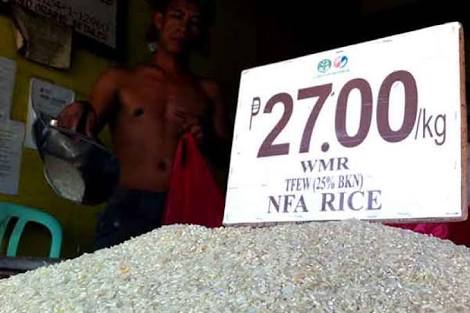 ₱27.00/kg
WMR
TFEW (25% BKN)
NFA RICE